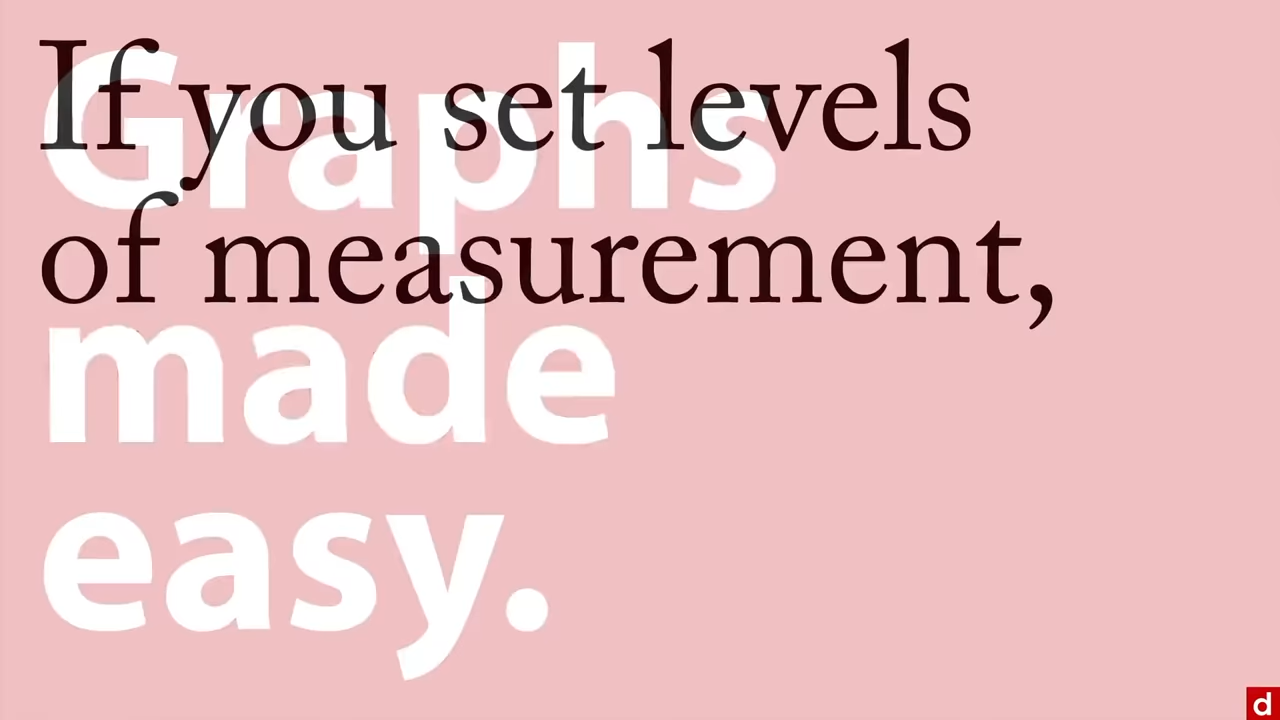 If you set levels
of measurement,
Graphs
made
easy.
d